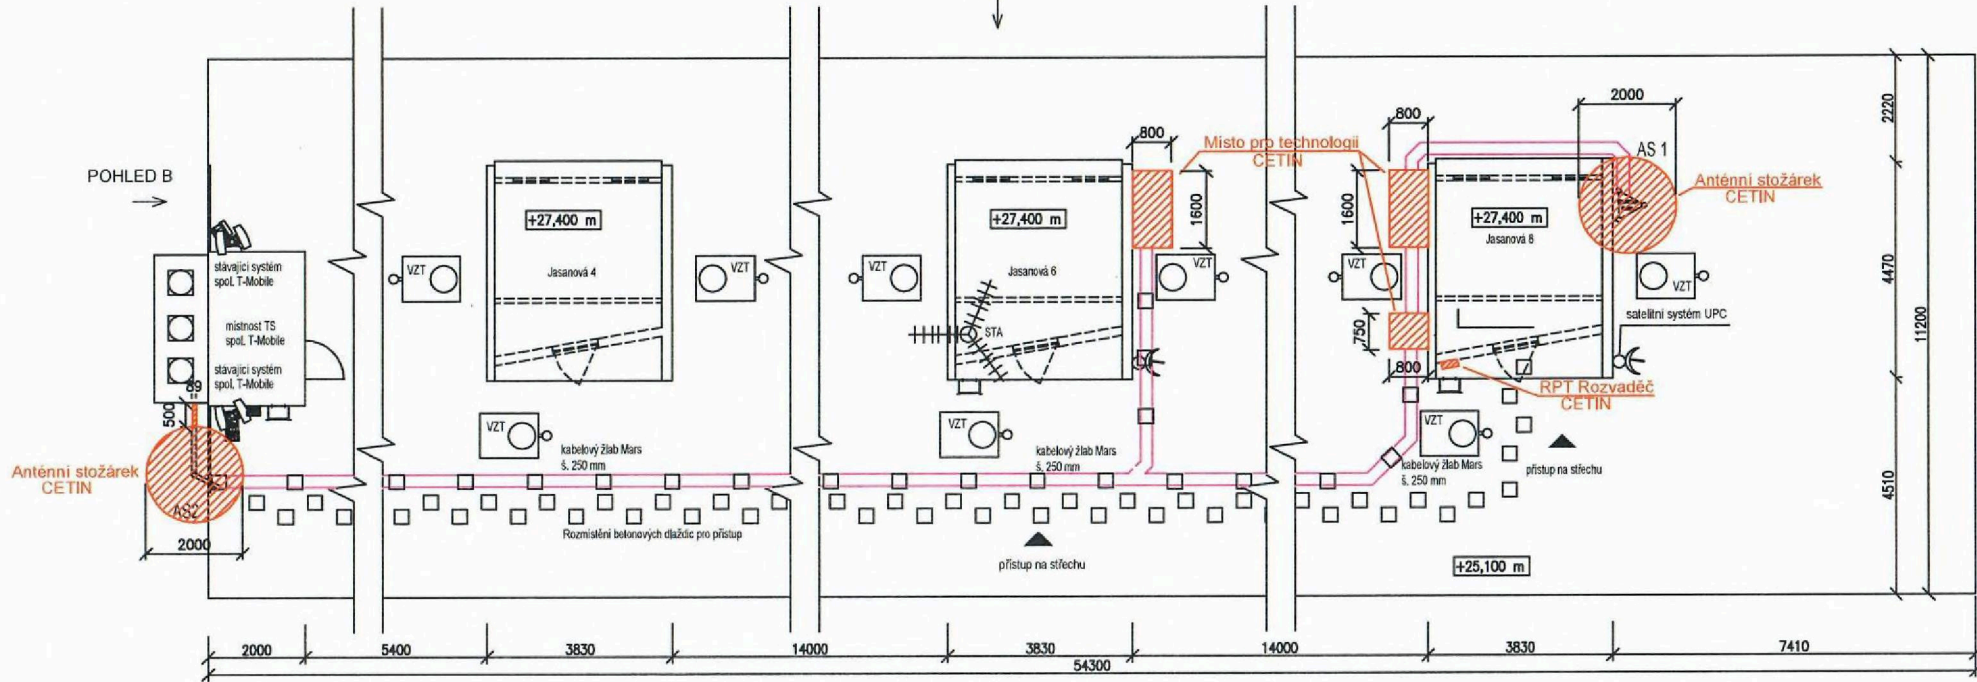 2000
800
800
2220
Místo pro technologii
CETIN
AS 1
POHLED B
Anténní stožárek
CETIN
+27,400 m
+27,400 m
1600
1600
+27,400 m
Jasanová 8
stávající systém
spol. T-Mobile
VZT
Jasanová 4
VZT
VZT
Jasanová 6
VZT
VZT
VZT
4470
11200
místnost TS
spol. T-Mobile
STA
750
satelitní systém UPC
stávající systém
spol. T-Mobile
89
500
800
RPT Rozvaděč
CETIN
VZT
VZT
VZT
kabelový žlab Mars
š. 250 mm
kabelový žlab Mars
š. 250 mm
kabelový žlab Mars
š. 250 mm
přístup na střechu
Anténní stožárek
CETIN
4510
AS2
2000
Rozmístění betonových dlaždic pro přístup
přístup na střechu
+25,100 m
2000
5400
3830
14000
3830
14000
3830
7410
54300